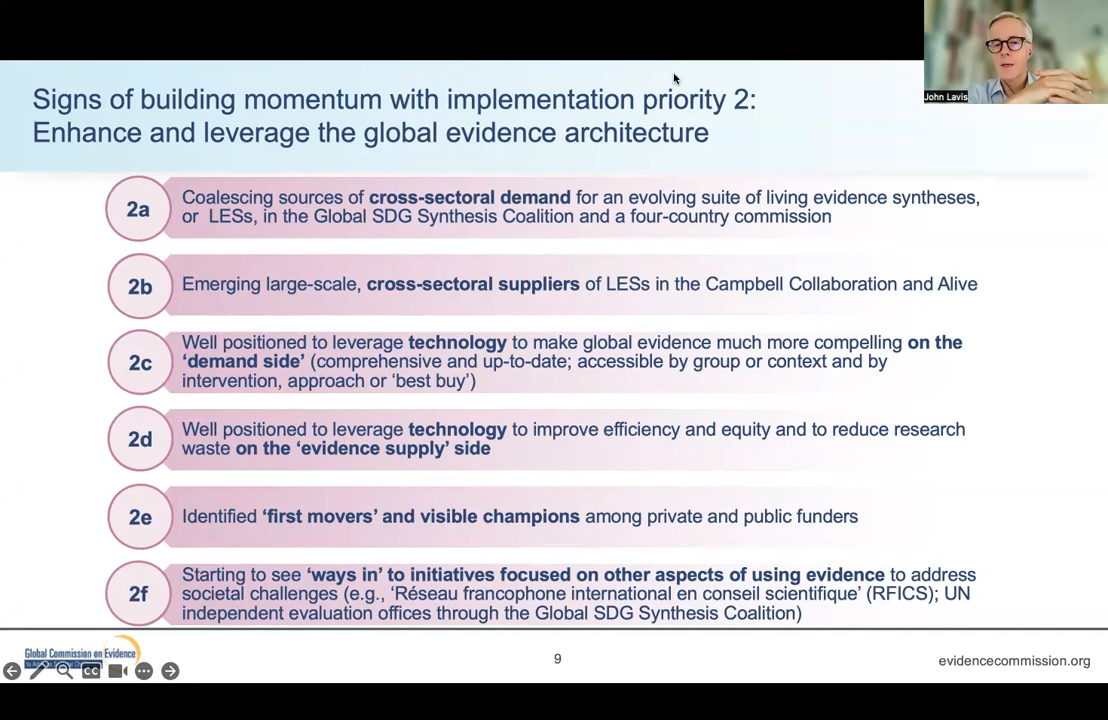 John Lavis
Signs of building momentum with implementation priority 2:
Enhance and leverage the global evidence architecture
2a
Coalescing sources of cross-sectoral demand for an evolving suite of living evidence syntheses,
or LESs, in the Global SDG Synthesis Coalition and a four-country commission
2b
Emerging large-scale, cross-sectoral suppliers of LESs in the Campbell Collaboration and Alive
2c
Well positioned to leverage technology to make global evidence much more compelling on the
‘demand side’ (comprehensive and up-to-date; accessible by group or context and by
intervention, approach or ‘best buy’)
2d
Well positioned to leverage technology to improve efficiency and equity and to reduce research
waste on the ‘evidence supply’ side
2e
Identified ‘first movers’ and visible champions among private and public funders
2f
Starting to see ‘ways in’ to initiatives focused on other aspects of using evidence to address
societal challenges (e.g., ‘Réseau francophone international en conseil scientifique’ (RFICS); UN
independent evaluation offices through the Global SDG Synthesis Coalition)
Global Commission on Evidence
CC
9
evidencecommission.org